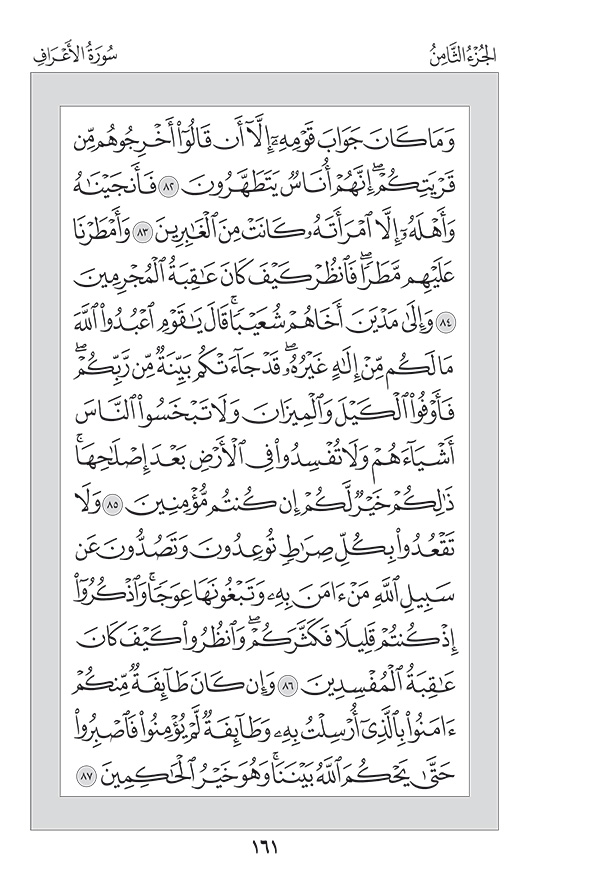 الجُزْءُ الثَّامِنُ
سُورَةُ الأَعْرَافِ
وَمَا كَانَ جَوَابَ قَوْمِهِۦٓ إِلَّآ أَن قَالُوٓا۟ أَخْرِجُوهُم مِّن
قَرْيَتِكُمْ ۖ إِنَّهُمْ أُنَاسٌ يَتَطَهَّرُونَ ٨٢ فَأَنجَيْنَـٰهُ
وَأَهْلَهُۥٓ إِلَّا ٱمْرَأَتَهُۥ كَانَتْ مِنَ ٱلْغَـٰبِرِينَ ٨٣ وَأَمْطَرْنَا
عَلَيْهِم مَّطَرًا ۖ فَٱنظُرْ كَيْفَ كَانَ عَـٰقِبَةُ ٱلْمُجْرِمِينَ
٨٤ وَإِلَىٰ مَدْيَنَ أَخَاهُمْ شُعَيْبًا ۗ قَالَ يَـٰقَوْمِ ٱعْبُدُوا۟ ٱللَّهَ
مَا لَكُم مِّنْ إِلَـٰهٍ غَيْرُهُۥ ۖ قَدْ جَآءَتْكُم بَيِّنَةٌ مِّن رَّبِّكُمْ ۖ
فَأَوْفُوا۟ ٱلْكَيْلَ وَٱلْمِيزَانَ وَلَا تَبْخَسُوا۟ ٱلنَّاسَ
أَشْيَآءَهُمْ وَلَا تُفْسِدُوا۟ فِى ٱلْأَرْضِ بَعْدَ إِصْلَـٰحِهَا ۚ
ذَٰلِكُمْ خَيْرٌ لَّكُمْ إِن كُنتُم مُّؤْمِنِينَ ٨٥ وَلَا
تَقْعُدُوا۟ بِكُلِّ صِرَٰطٍ تُوعِدُونَ وَتَصُدُّونَ عَن
سَبِيلِ ٱللَّهِ مَنْ ءَامَنَ بِهِۦ وَتَبْغُونَهَا عِوَجًا ۚ وَٱذْكُرُوٓا۟
إِذْ كُنتُمْ قَلِيلًا فَكَثَّرَكُمْ ۖ وَٱنظُرُوا۟ كَيْفَ كَانَ
عَـٰقِبَةُ ٱلْمُفْسِدِينَ ٨٦ وَإِن كَانَ طَآئِفَةٌ مِّنكُمْ
ءَامَنُوا۟ بِٱلَّذِىٓ أُرْسِلْتُ بِهِۦ وَطَآئِفَةٌ لَّمْ يُؤْمِنُوا۟ فَٱصْبِرُوا۟
حَتَّىٰ يَحْكُمَ ٱللَّهُ بَيْنَنَا ۚ وَهُوَ خَيْرُ ٱلْحَـٰكِمِينَ ٨٧
١٦١